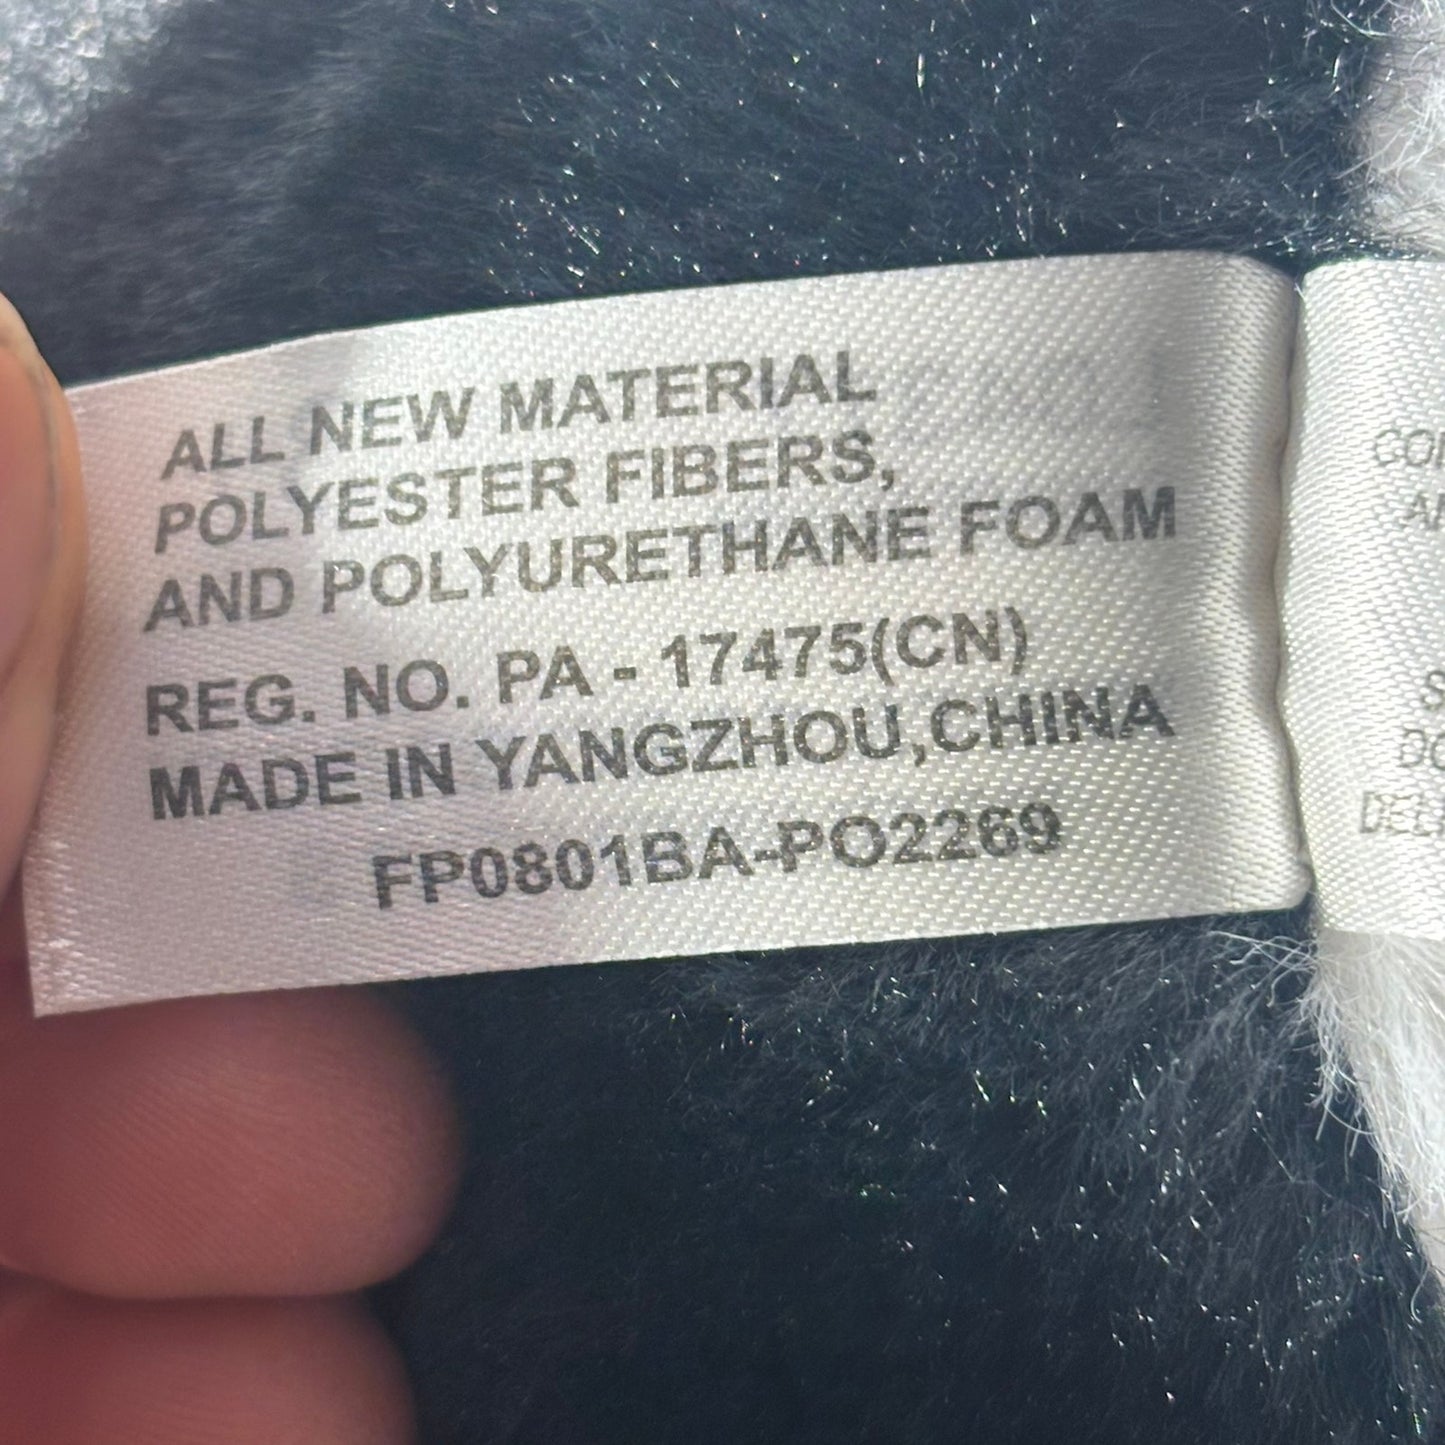 ALL NEW MATERIAL
POLYESTER FIBERS,
AND POLYURETHANE FOAM
REG. NO. PA - 17475(CN)
MADE IN YANGZHOU,CHINA
FP0801BA-PO2269